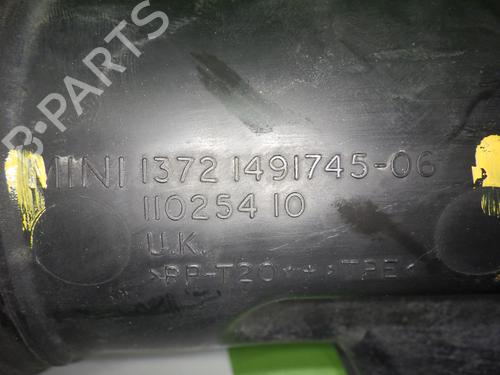 B-PARTS
MINI 1372 1491745-06
11025410
U.K.
>PP-T20**+TPE<